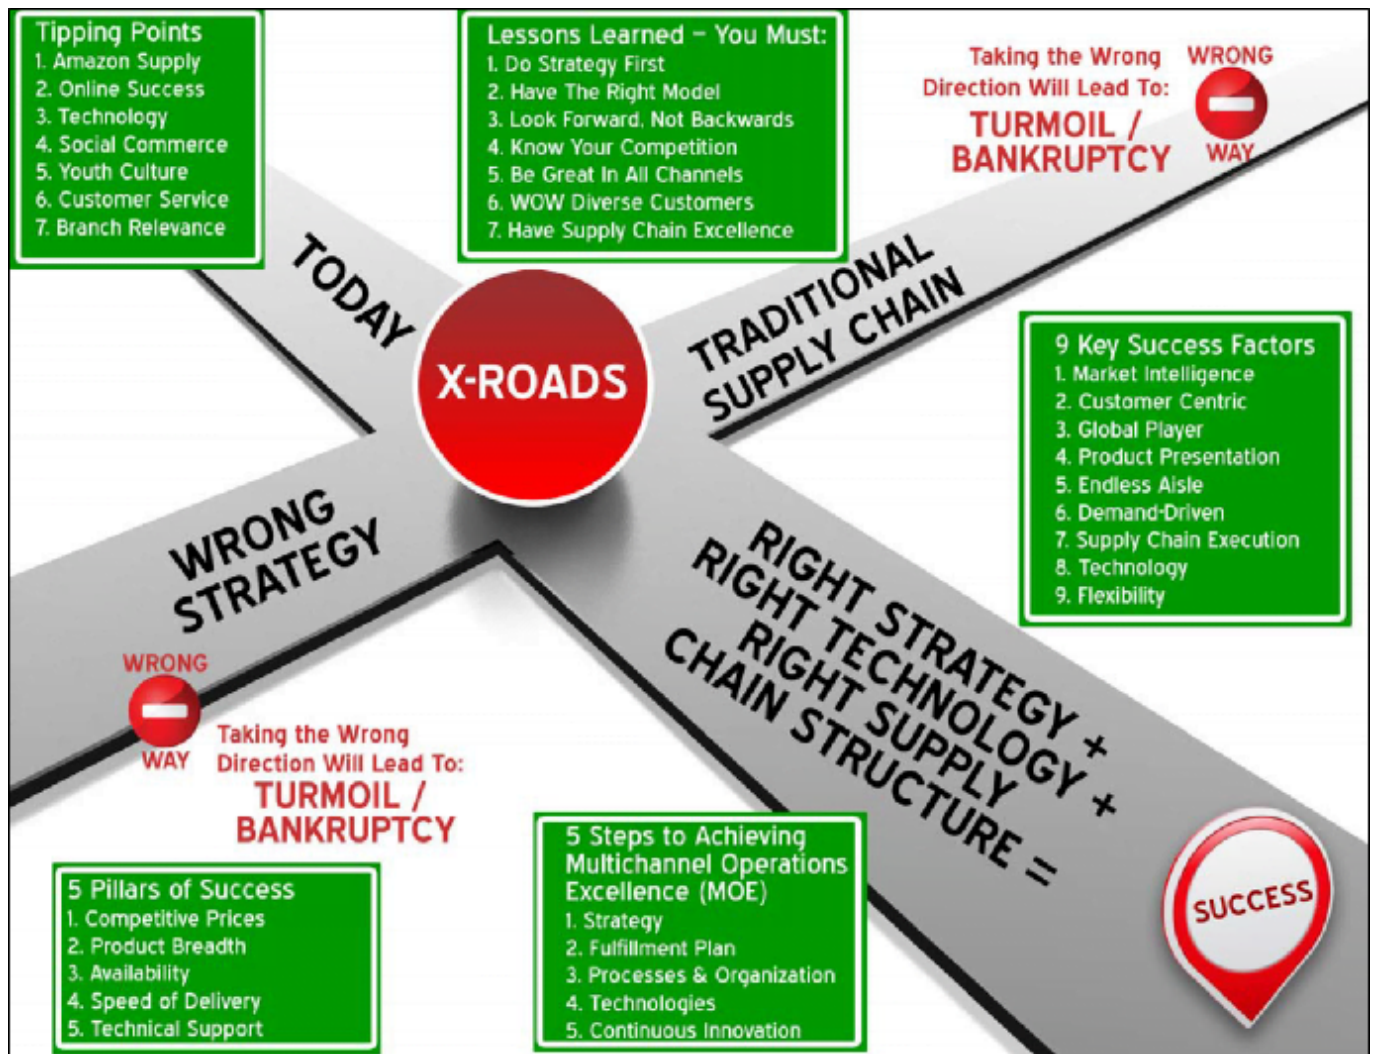 Tipping Points
1. Amazon Supply
2. Online Success
3. Technology
4. Social Commerce
5. Youth Culture
6. Customer Service
7. Branch Relevance
Lessons Learned – You Must:
1. Do Strategy First
2. Have The Right Model
3. Look Forward, Not Backwards
4. Know Your Competition
5. Be Great In All Channels
6. WOW Diverse Customers
7. Have Supply Chain Excellence
Taking the Wrong
Direction Will Lead To:
TURMOIL /
BANKRUPTCY
WRONG
WAY
TODAY
X-ROADS
TRADITIONAL
SUPPLY CHAIN
9 Key Success Factors
1. Market Intelligence
2. Customer Centric
3. Global Player
4. Product Presentation
5. Endless Aisle
6. Demand-Driven
7. Supply Chain Execution
8. Technology
9. Flexibility
WRONG
STRATEGY
RIGHT STRATEGY +
RIGHT TECHNOLOGY +
RIGHT SUPPLY
CHAIN STRUCTURE =
SUCCESS
WRONG
WAY
Taking the Wrong
Direction Will Lead To:
TURMOIL /
BANKRUPTCY
5 Pillars of Success
1. Competitive Prices
2. Product Breadth
3. Availability
4. Speed of Delivery
5. Technical Support
5 Steps to Achieving
Multichannel Operations
Excellence (MOE)
1. Strategy
2. Fulfillment Plan
3. Processes & Organization
4. Technologies
5. Continuous Innovation